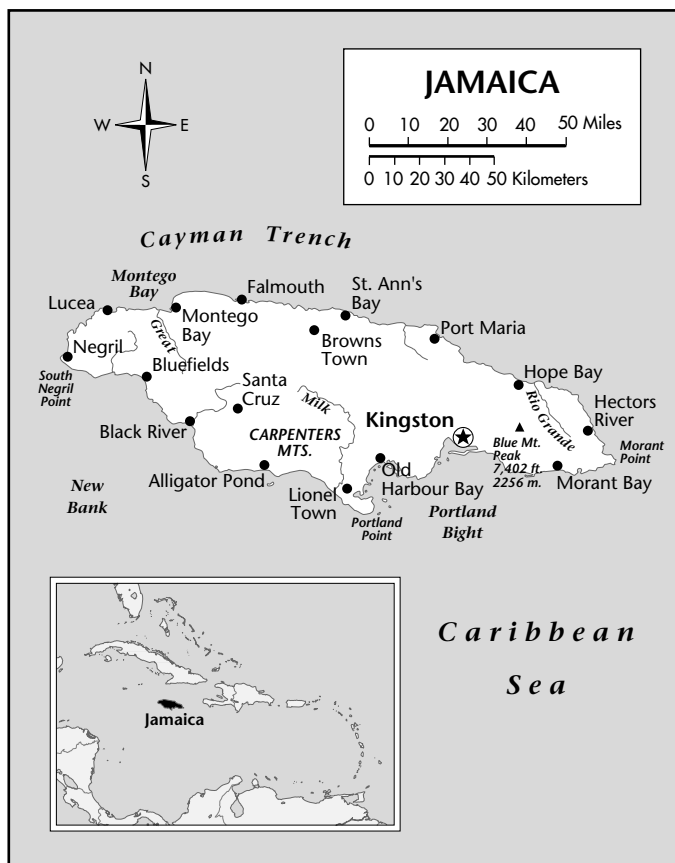 N
W E
S
JAMAICA
0 10 20 30 40 50 Miles
0 10 20 30 40 50 Kilometers
Cayman Trench
Montego
Bay
Falmouth
St. Ann's
Bay
Lucea
Montego
Bay
Great
Browns
Town
Port Maria
Negril
South
Negril
Point
Bluefields
Santa
Cruz
Milk
Hope Bay
Rio Grande
Hectors
River
Black River
CARPENTERS
MTS.
Kingston
Blue Mt.
Peak
7,402 ft.
2256 m.
Morant
Point
Alligator Pond
Old
Harbour Bay
Morant Bay
New
Bank
Lionel
Town
Portland
Point
Portland
Bight
Caribbean
Sea
Jamaica